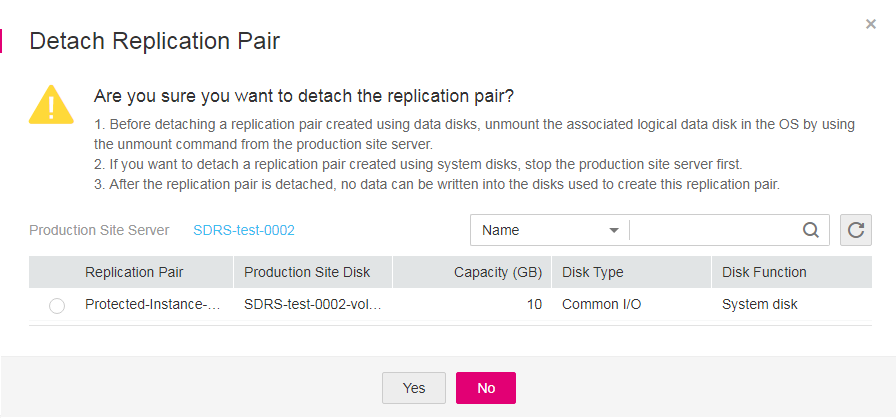 ×
Detach Replication Pair
Are you sure you want to detach the replication pair?
1. Before detaching a replication pair created using data disks, unmount the associated logical data disk in the OS by using
the unmount command from the production site server.
2. If you want to detach a replication pair created using system disks, stop the production site server first.
3. After the replication pair is detached, no data can be written into the disks used to create this replication pair.
Production Site Server SDRS-test-0002 Name
Replication Pair Production Site Disk Capacity (GB) Disk Type Disk Function
Protected-Instance-... SDRS-test-0002-vol... 10 Common I/O System disk
Yes No